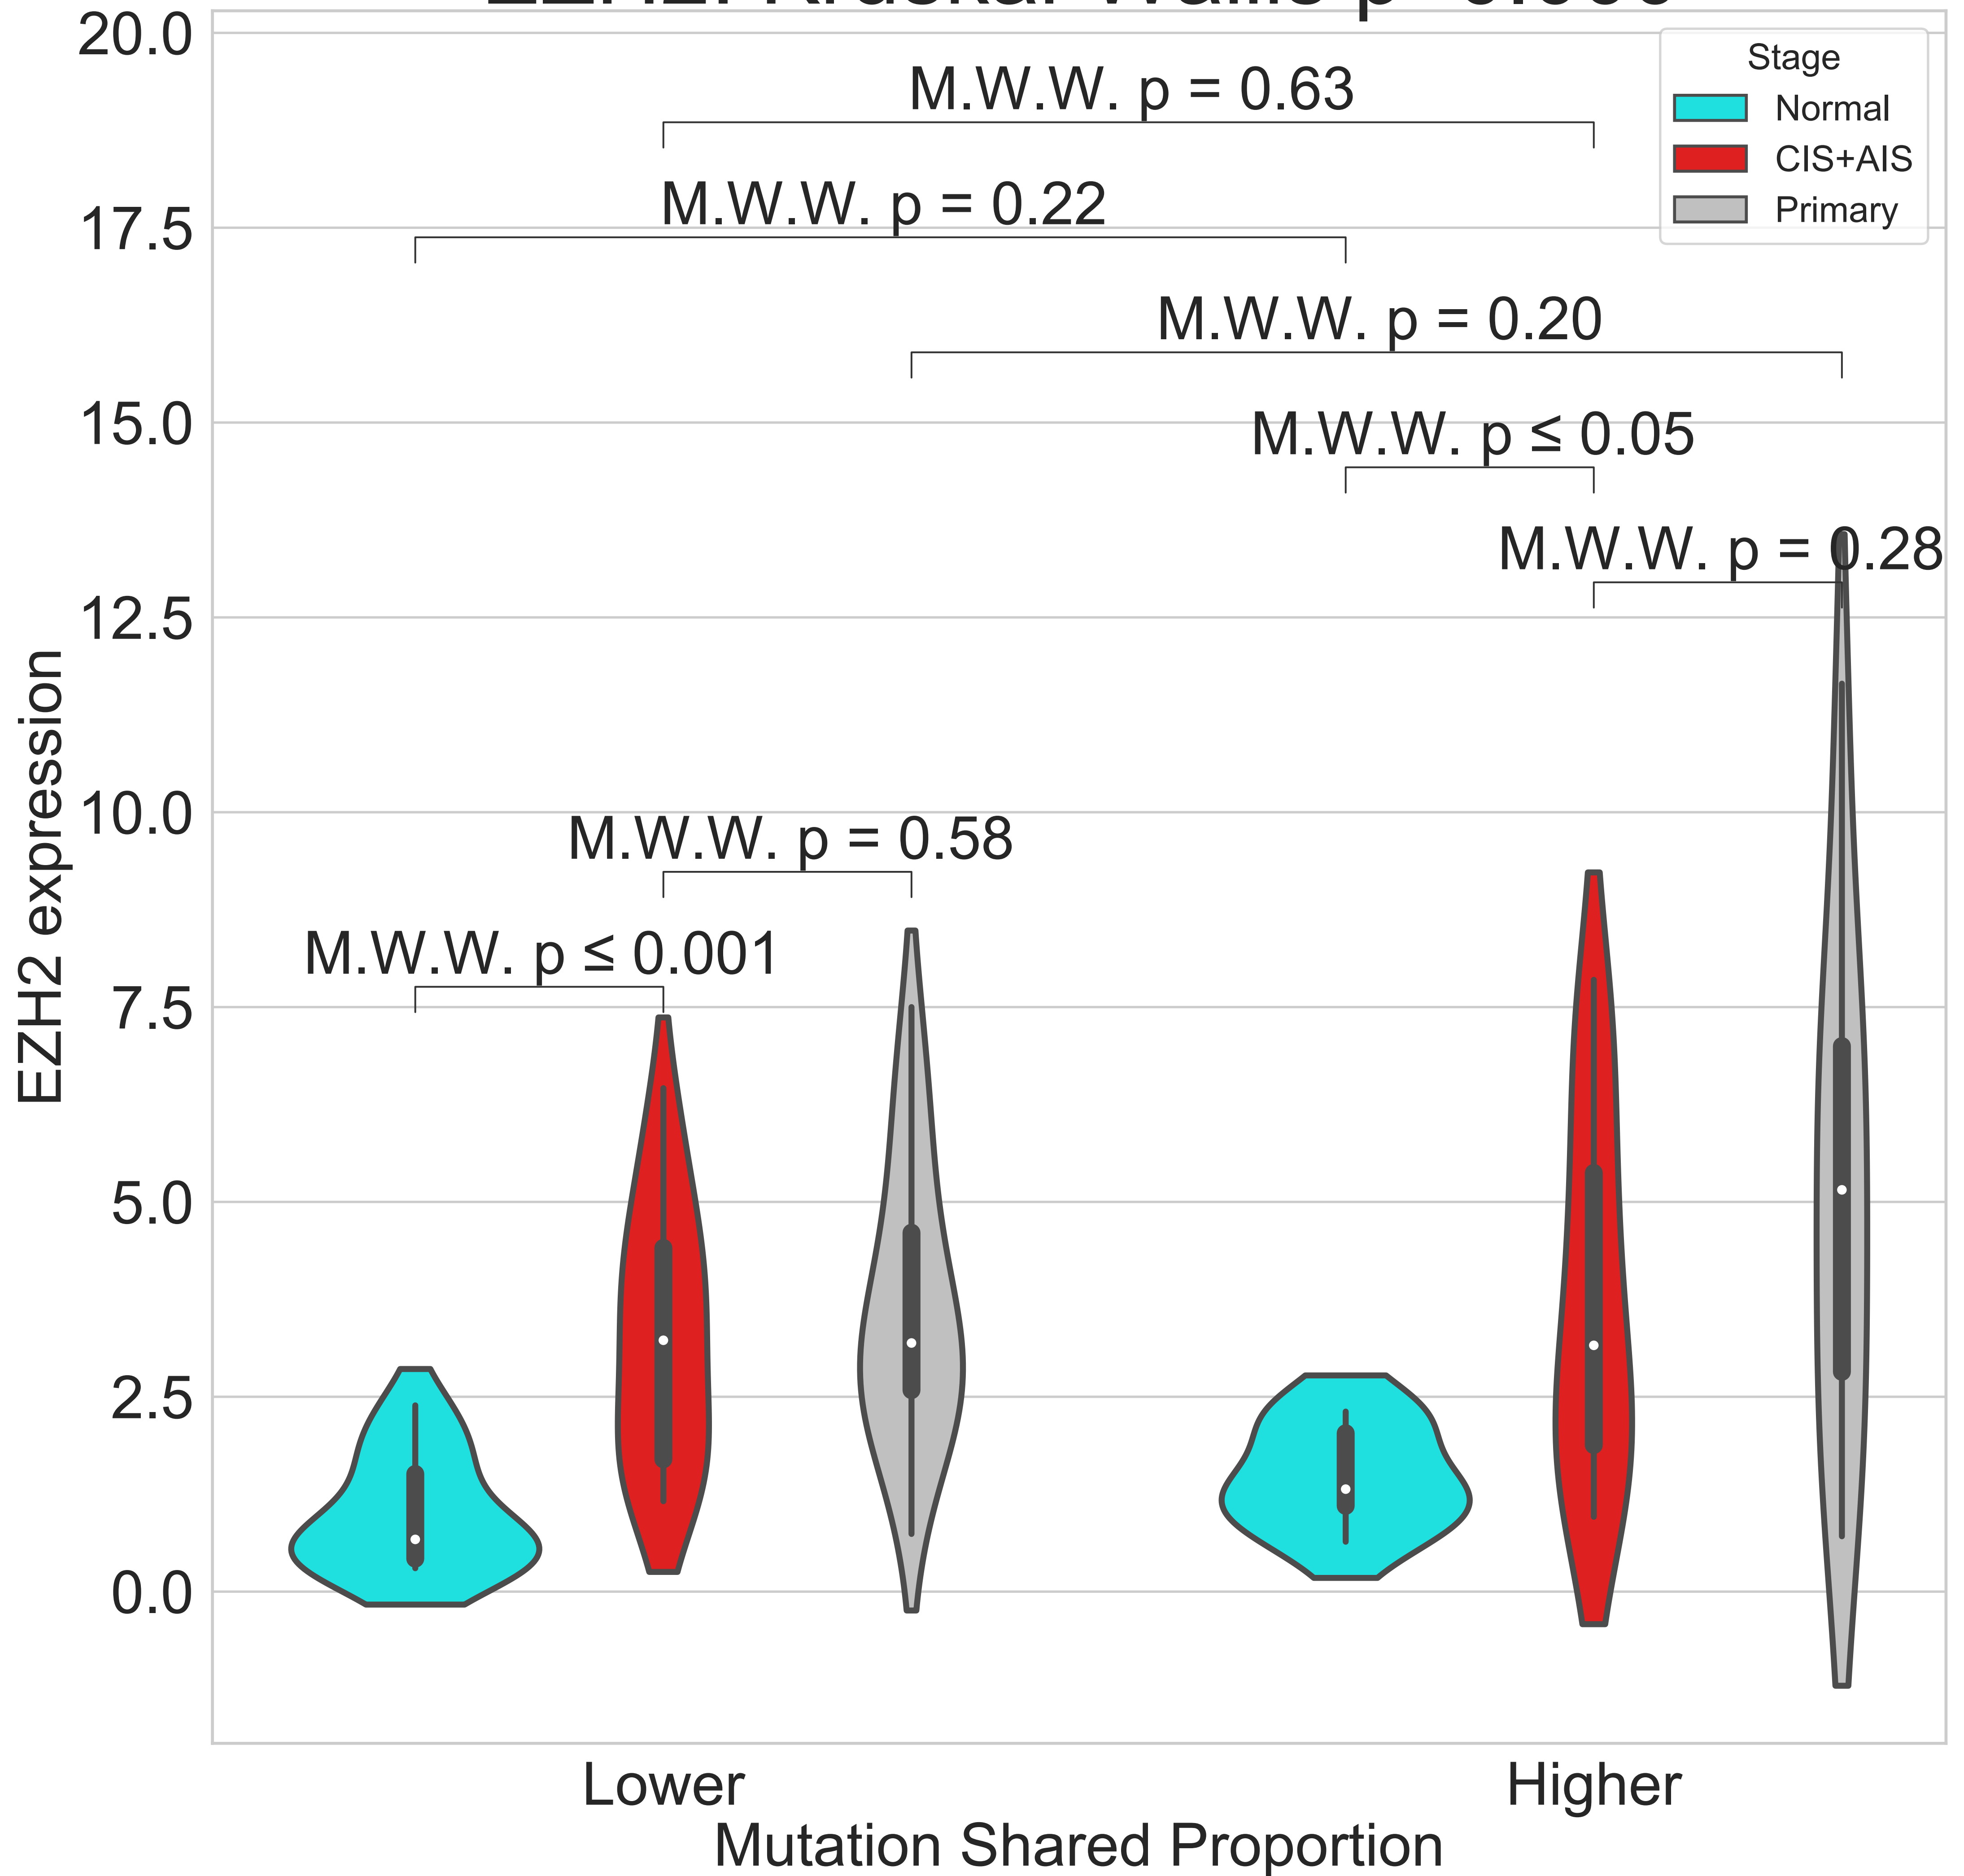 20.0
17.5
15.0
12.5
10.0
7.5
5.0
2.5
0.0
EZH2 expression
M.W.W. p = 0.63
M.W.W. p = 0.22
M.W.W. p = 0.20
M.W.W. p ≤ 0.05
M.W.W. p = 0.28
M.W.W. p = 0.58
M.W.W. p ≤ 0.001
Stage
Normal
CIS+AIS
Primary
Lower
Higher
Mutation Shared Proportion